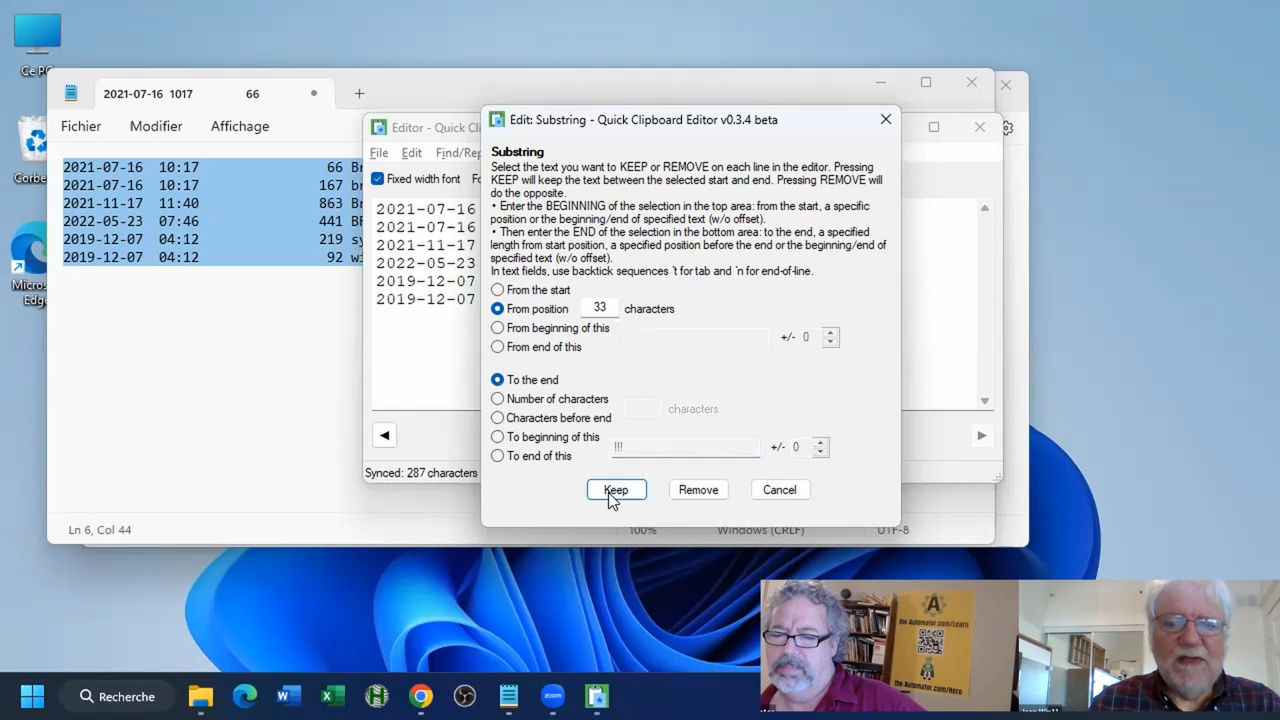 Ce PC
Corbe
Micros
Edge
2021-07-16 1017 66
Fichier Modifier Affichage
2021-07-16 10:17 66 Br
2021-07-16 10:17 167 br
2021-11-17 11:40 863 Br
2022-05-23 07:46 441 BF
2019-12-07 04:12 219 sy
2019-12-07 04:12 92 wi
Ln 6, Col 44 100% Windows (CRLF) UTF-8
Editor - Quick Cli
File Edit Find/Rep
Fixed width font Fo
2021-07-16
2021-07-16
2021-11-17
2022-05-23
2019-12-07
2019-12-07
Synced: 287 characters
Edit: Substring - Quick Clipboard Editor v0.3.4 beta
Substring
Select the text you want to KEEP or REMOVE on each line in the editor. Pressing
KEEP will keep the text between the selected start and end. Pressing REMOVE will
do the opposite.
• Enter the BEGINNING of the selection in the top area: from the start, a specific
position or the beginning/end of specified text (w/o offset).
• Then enter the END of the selection in the bottom area: to the end, a specified
length from start position, a specified position before the end or the beginning/end of
specified text (w/o offset).
In text fields, use backtick sequences `t for tab and `n for end-of-line.
From the start
From position 33 characters
From beginning of this +/- 0
From end of this
To the end
Number of characters characters
Characters before end
To beginning of this !!! +/- 0
To end of this
Keep Remove Cancel
the-Automator.com/Learn
the-Automator.com/Hero
Recherche